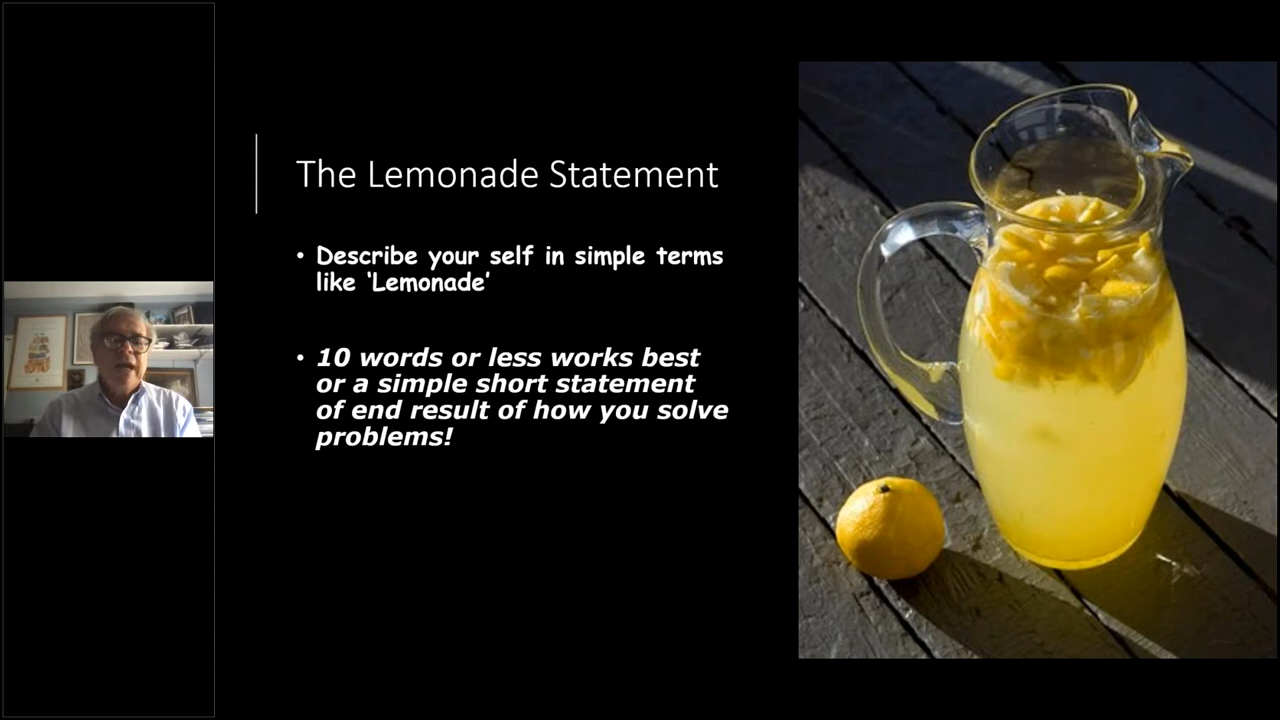 The Lemonade Statement
• Describe your self in simple terms
like ‘Lemonade’
• 10 words or less works best
or a simple short statement
of end result of how you solve
problems!